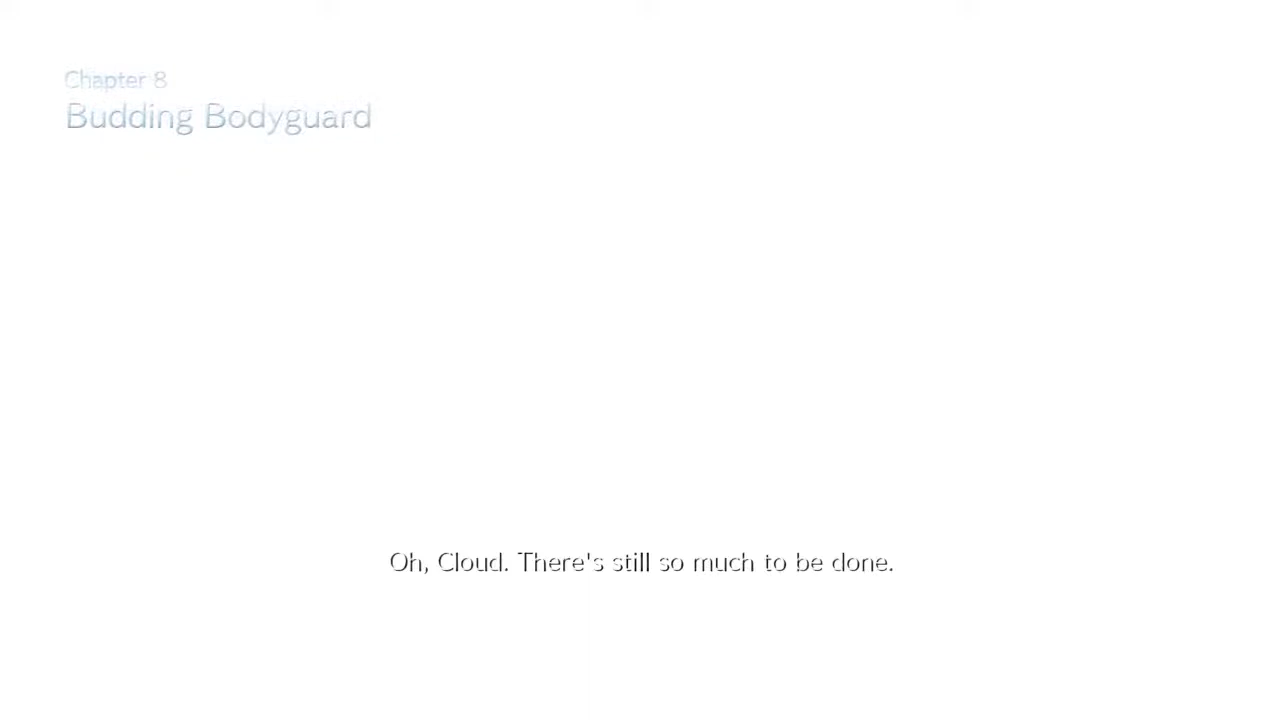 Chapter 8
Budding Bodyguard
Oh, Cloud. There's still so much to be done.